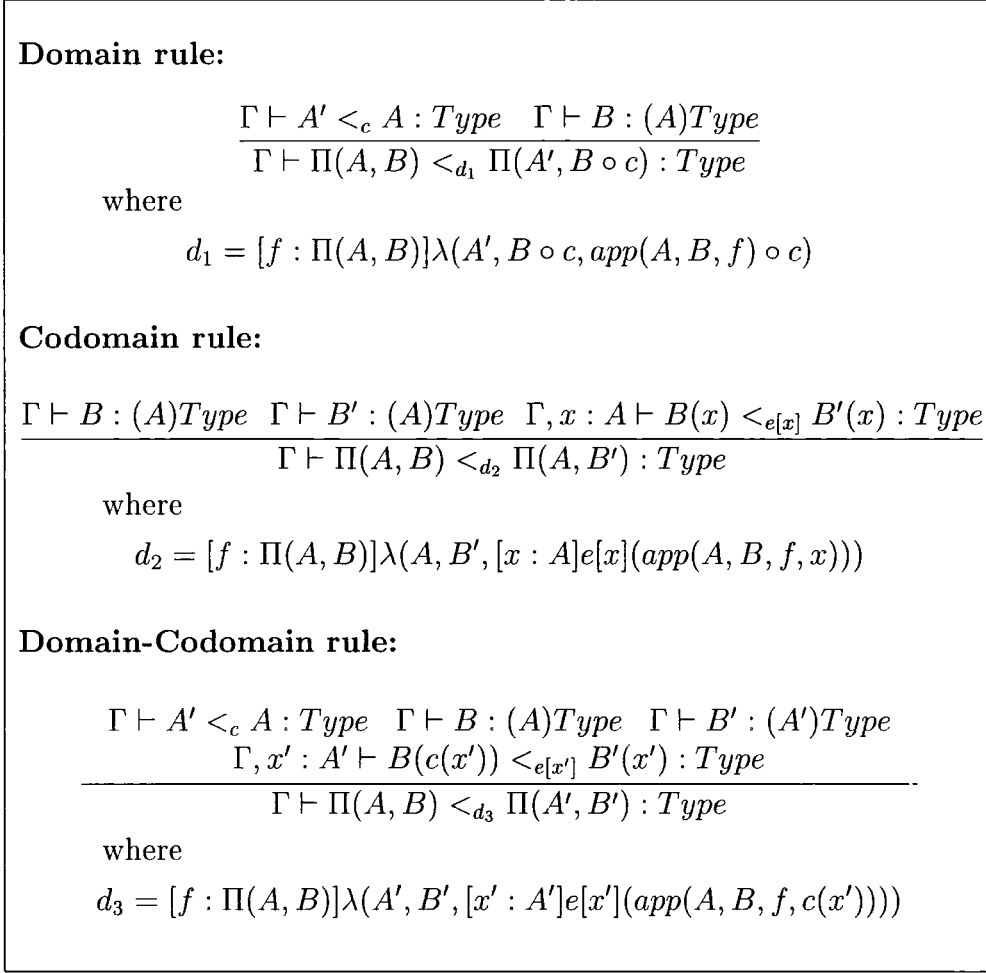 Domain rule:
Γ ⊢ A′ <_c A : Type   Γ ⊢ B : (A)Type
Γ ⊢ Π(A, B) <_{d_1} Π(A′, B ∘ c) : Type
where
d_1 = [f : Π(A, B)]λ(A′, B ∘ c, app(A, B, f) ∘ c)
Codomain rule:
Γ ⊢ B : (A)Type   Γ ⊢ B′ : (A)Type   Γ, x : A ⊢ B(x) <_{e[x]} B′(x) : Type
Γ ⊢ Π(A, B) <_{d_2} Π(A, B′) : Type
where
d_2 = [f : Π(A, B)]λ(A, B′, [x : A]e[x](app(A, B, f, x)))
Domain-Codomain rule:
Γ ⊢ A′ <_c A : Type   Γ ⊢ B : (A)Type   Γ ⊢ B′ : (A′)Type
Γ, x′ : A′ ⊢ B(c(x′)) <_{e[x′]} B′(x′) : Type
Γ ⊢ Π(A, B) <_{d_3} Π(A′, B′) : Type
where
d_3 = [f : Π(A, B)]λ(A′, B′, [x′ : A′]e[x′](app(A, B, f, c(x′))))